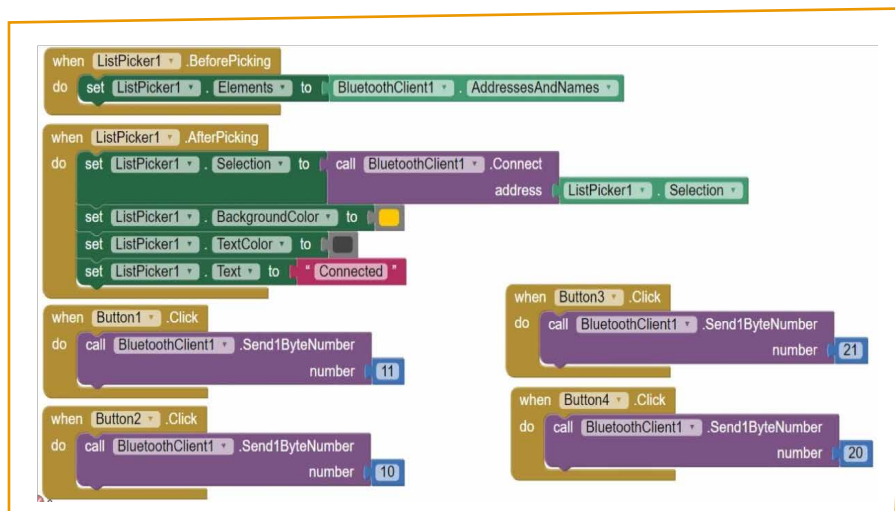 when ListPicker1 .BeforePicking
do set ListPicker1 . Elements to BluetoothClient1 . AddressesAndNames
when ListPicker1 .AfterPicking
do set ListPicker1 . Selection to call BluetoothClient1 .Connect
address ListPicker1 . Selection
set ListPicker1 . BackgroundColor to
set ListPicker1 . TextColor to
set ListPicker1 . Text to " Connected "
when Button1 .Click
do call BluetoothClient1 .Send1ByteNumber
number 11
when Button2 .Click
do call BluetoothClient1 .Send1ByteNumber
number 10
when Button3 .Click
do call BluetoothClient1 .Send1ByteNumber
number 21
when Button4 .Click
do call BluetoothClient1 .Send1ByteNumber
number 20